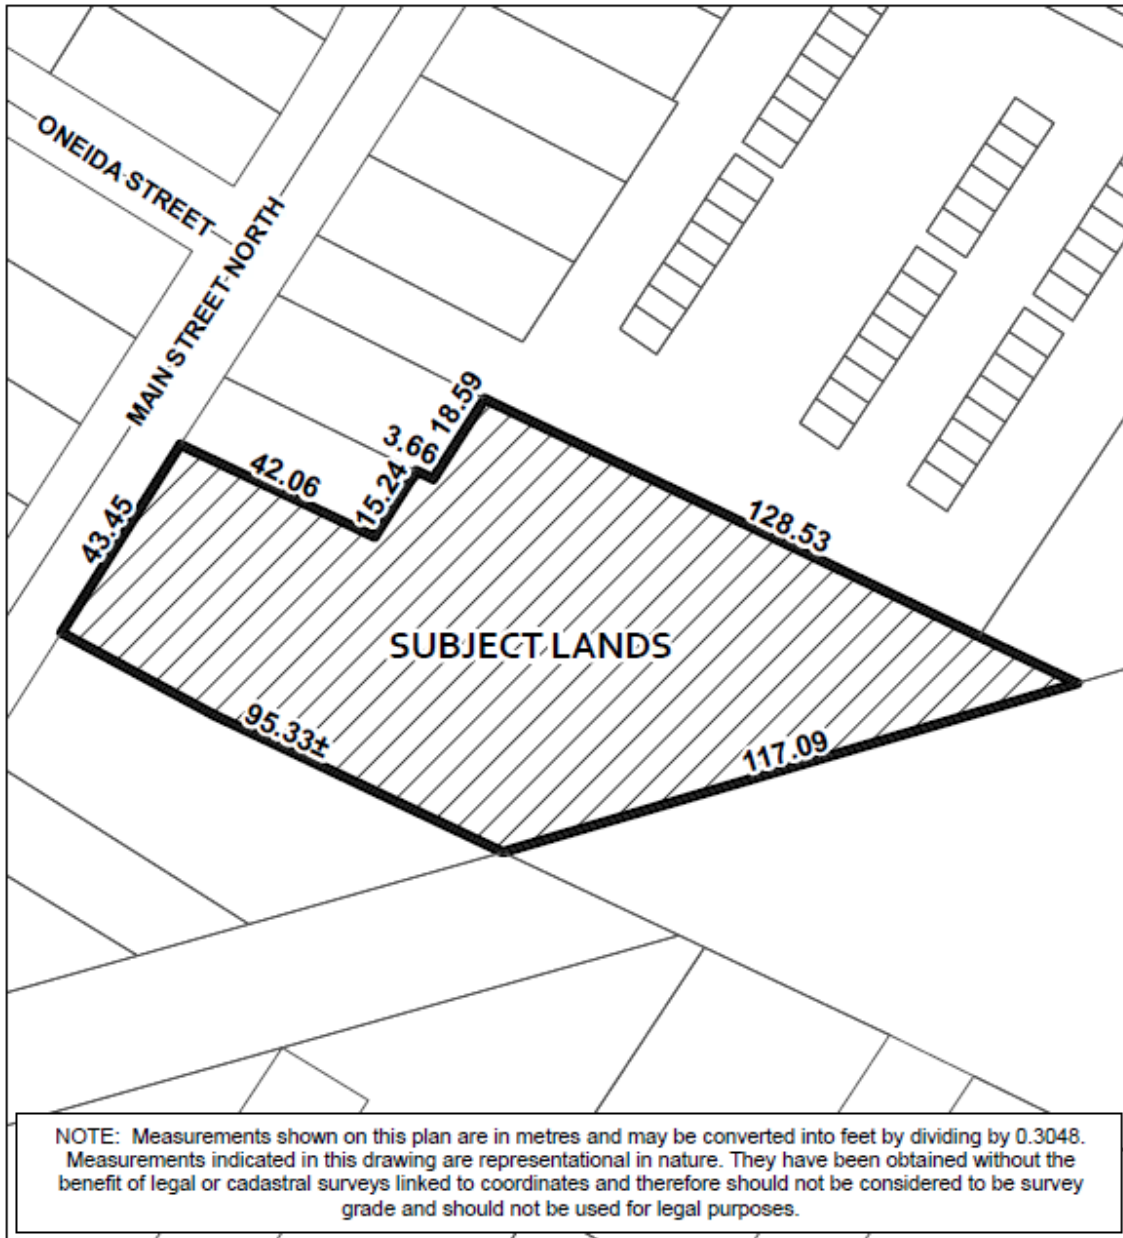 ONEIDA STREET
MAIN STREET NORTH
18.59
3.66
42.06
15.24
43.45
128.53
SUBJECT LANDS
95.33±
117.09
NOTE: Measurements shown on this plan are in metres and may be converted into feet by dividing by 0.3048.
Measurements indicated in this drawing are representational in nature. They have been obtained without the
benefit of legal or cadastral surveys linked to coordinates and therefore should not be considered to be survey
grade and should not be used for legal purposes.